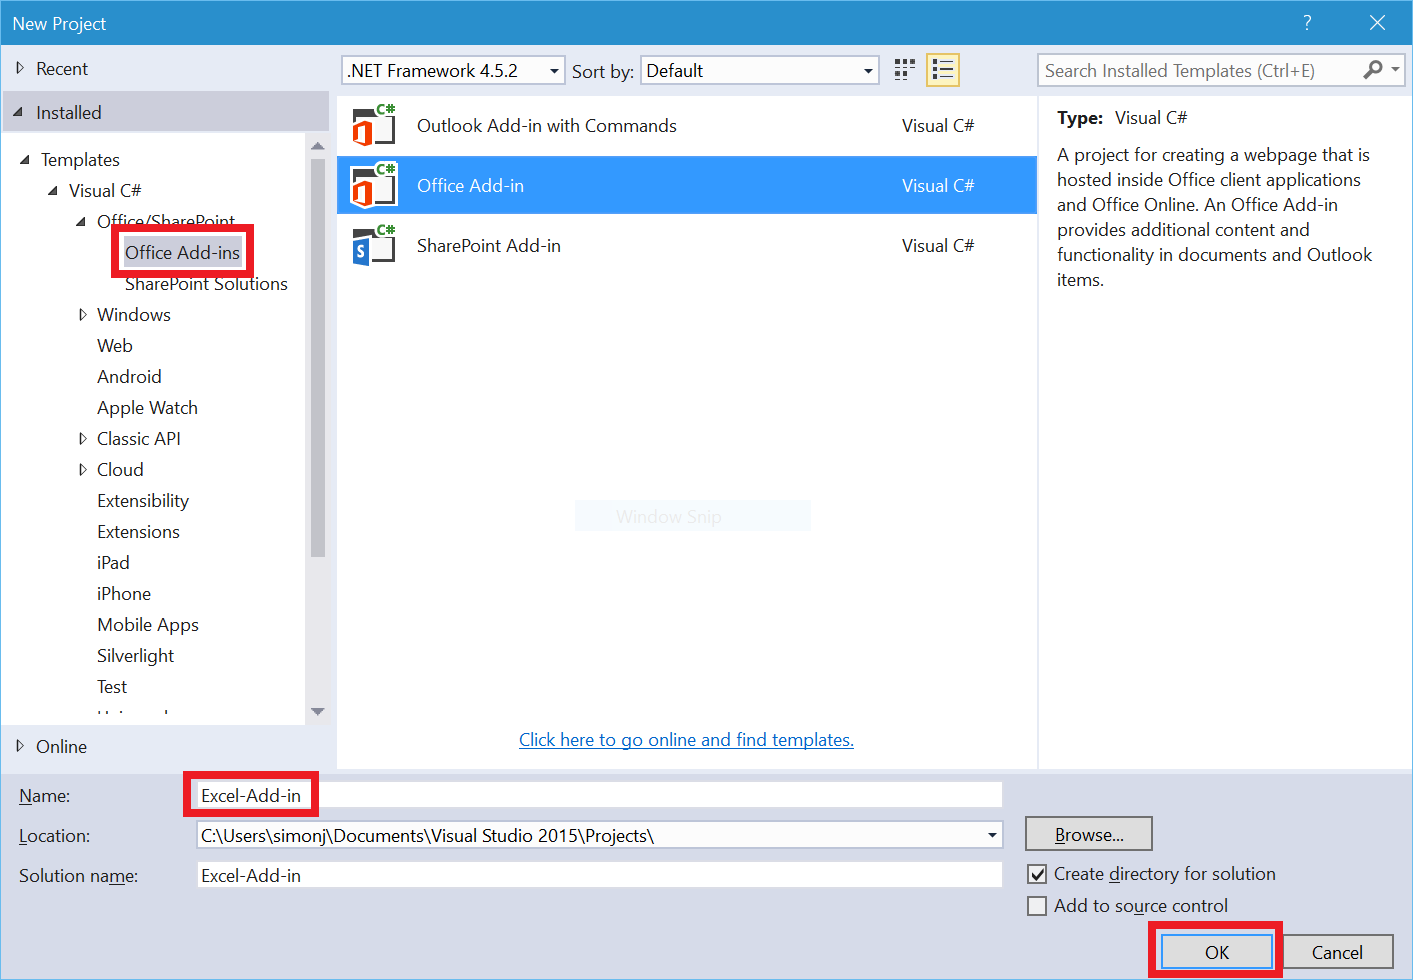 New Project
?
Recent
.NET Framework 4.5.2
Sort by:
Default
Search Installed Templates (Ctrl+E)
Installed
Templates
Visual C#
Office/SharePoint
Office Add-ins
SharePoint Solutions
Windows
Web
Android
Apple Watch
Classic API
Cloud
Extensibility
Extensions
iPad
iPhone
Mobile Apps
Silverlight
Test
Online
C# Outlook Add-in with Commands Visual C#
C# Office Add-in Visual C#
C# S SharePoint Add-in Visual C#
Window Snip
Click here to go online and find templates.
Type: Visual C#
A project for creating a webpage that is
hosted inside Office client applications
and Office Online. An Office Add-in
provides additional content and
functionality in documents and Outlook
items.
Name: Excel-Add-in
Location: C:\Users\simonj\Documents\Visual Studio 2015\Projects\
Browse...
Solution name: Excel-Add-in
Create directory for solution
Add to source control
OK
Cancel